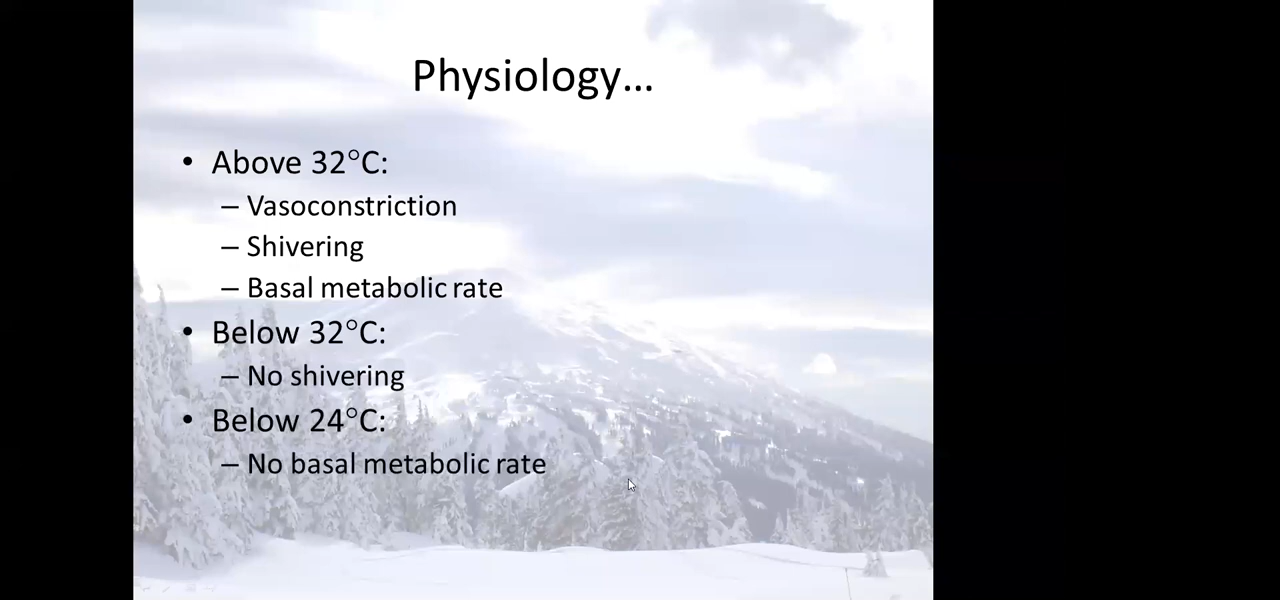 Physiology...
• Above 32°C:
– Vasoconstriction
– Shivering
– Basal metabolic rate
• Below 32°C:
– No shivering
• Below 24°C:
– No basal metabolic rate